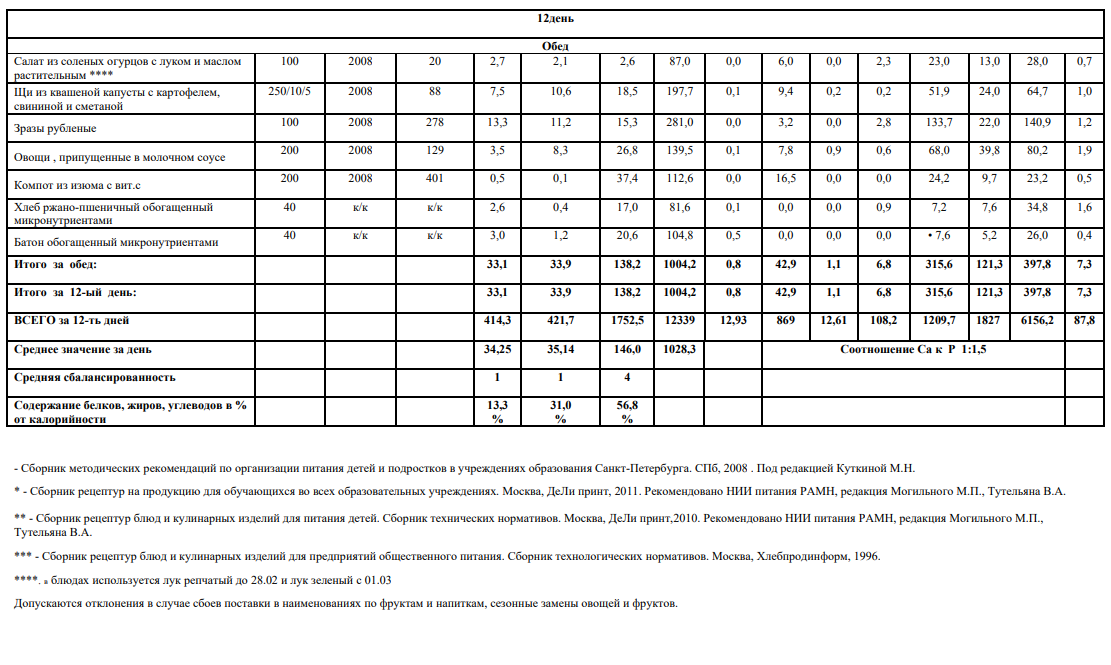 12день
Обед
Салат из соленых огурцов с луком и маслом растительным **** 100 2008 20 2,7 2,1 2,6 87,0 0,0 6,0 0,0 2,3 23,0 13,0 28,0 0,7
Щи из квашеной капусты с картофелем, свининой и сметаной 250/10/5 2008 88 7,5 10,6 18,5 197,7 0,1 9,4 0,2 0,2 51,9 24,0 64,7 1,0
Зразы рубленые 100 2008 278 13,3 11,2 15,3 281,0 0,0 3,2 0,0 2,8 133,7 22,0 140,9 1,2
Овощи , припущенные в молочном соусе 200 2008 129 3,5 8,3 26,8 139,5 0,1 7,8 0,9 0,6 68,0 39,8 80,2 1,9
Компот из изюма с вит.с 200 2008 401 0,5 0,1 37,4 112,6 0,0 16,5 0,0 0,0 24,2 9,7 23,2 0,5
Хлеб ржано-пшеничный обогащенный микронутриентами 40 к/к к/к 2,6 0,4 17,0 81,6 0,1 0,0 0,0 0,9 7,2 7,6 34,8 1,6
Батон обогащенный микронутриентами 40 к/к к/к 3,0 1,2 20,6 104,8 0,5 0,0 0,0 0,0 • 7,6 5,2 26,0 0,4
Итого за обед: 33,1 33,9 138,2 1004,2 0,8 42,9 1,1 6,8 315,6 121,3 397,8 7,3
Итого за 12-ый день: 33,1 33,9 138,2 1004,2 0,8 42,9 1,1 6,8 315,6 121,3 397,8 7,3
ВСЕГО за 12-ть дней 414,3 421,7 1752,5 12339 12,93 869 12,61 108,2 1209,7 1827 6156,2 87,8
Среднее значение за день 34,25 35,14 146,0 1028,3 Соотношение Са к Р 1:1,5
Средняя сбалансированность 1 1 4
Содержание белков, жиров, углеводов в % от калорийности 13,3 % 31,0 % 56,8 %
- Сборник методических рекомендаций по организации питания детей и подростков в учреждениях образования Санкт-Петербурга. СПб, 2008 . Под редакцией Куткиной М.Н.
* - Сборник рецептур на продукцию для обучающихся во всех образовательных учреждениях. Москва, ДеЛи принт, 2011. Рекомендовано НИИ питания РАМН, редакция Могильного М.П., Тутельяна В.А.
** - Сборник рецептур блюд и кулинарных изделий для питания детей. Сборник технических нормативов. Москва, ДеЛи принт,2010. Рекомендовано НИИ питания РАМН, редакция Могильного М.П.,
Тутельяна В.А.
*** - Сборник рецептур блюд и кулинарных изделий для предприятий общественного питания. Сборник технологических нормативов. Москва, Хлебпродинформ, 1996.
****. в блюдах используется лук репчатый до 28.02 и лук зеленый с 01.03
Допускаются отклонения в случае сбоев поставки в наименованиях по фруктам и напиткам, сезонные замены овощей и фруктов.